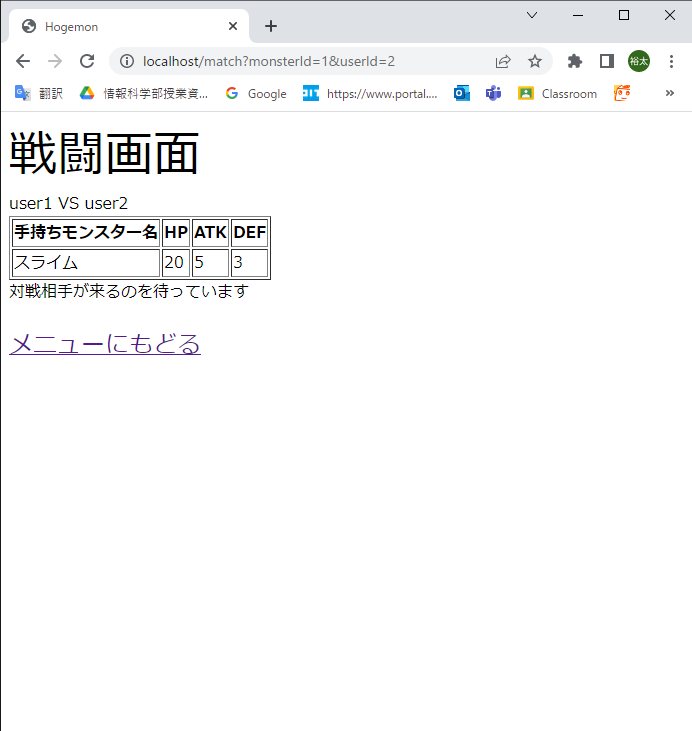 Hogemon
localhost/match?monsterId=1&userId=2
裕太
翻訳
情報科学部授業資...
Google
https://www.portal....
Classroom
戦闘画面
user1 VS user2
手持ちモンスター名 HP ATK DEF
スライム 20 5 3
対戦相手が来るのを待っています
メニューにもどる